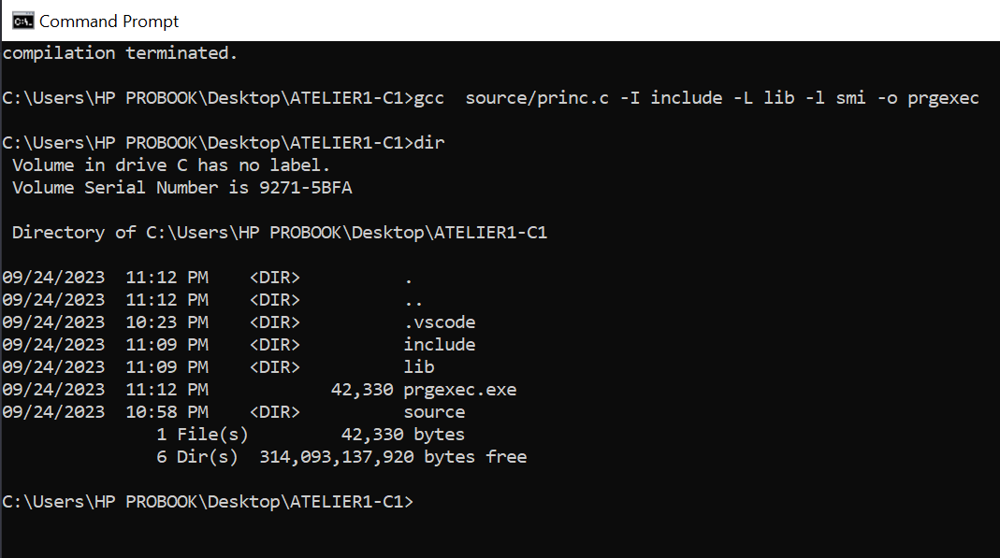 Command Prompt
compilation terminated.
C:\Users\HP PROBOOK\Desktop\ATELIER1-C1>gcc  source/princ.c -I include -L lib -l smi -o prgexec
C:\Users\HP PROBOOK\Desktop\ATELIER1-C1>dir
 Volume in drive C has no label.
 Volume Serial Number is 9271-5BFA
 Directory of C:\Users\HP PROBOOK\Desktop\ATELIER1-C1
09/24/2023  11:12 PM    <DIR>          .
09/24/2023  11:12 PM    <DIR>          ..
09/24/2023  10:23 PM    <DIR>          .vscode
09/24/2023  11:09 PM    <DIR>          include
09/24/2023  11:09 PM    <DIR>          lib
09/24/2023  11:12 PM            42,330 prgexec.exe
09/24/2023  10:58 PM    <DIR>          source
               1 File(s)         42,330 bytes
               6 Dir(s)  314,093,137,920 bytes free
C:\Users\HP PROBOOK\Desktop\ATELIER1-C1>